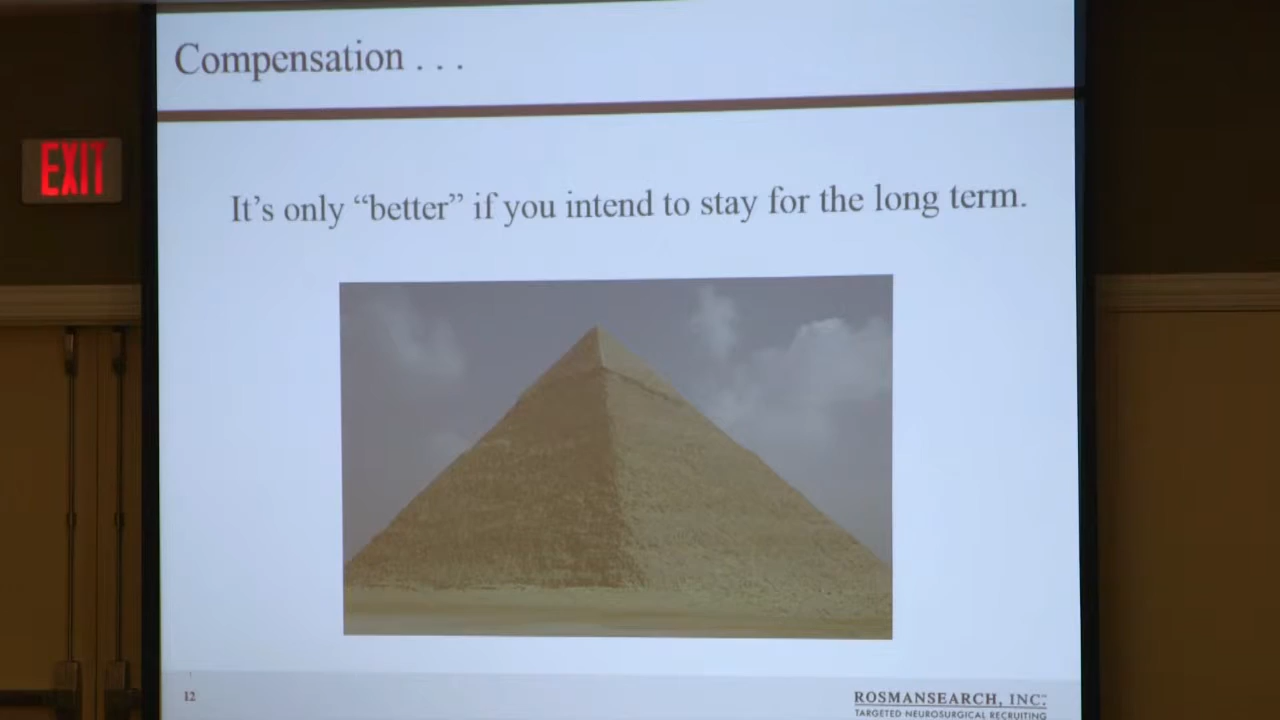 Compensation . . .
EXIT
It's only “better” if you intend to stay for the long term.
12
ROSMANSEARCH, INC.
TARGETED NEUROSURGICAL RECRUITING